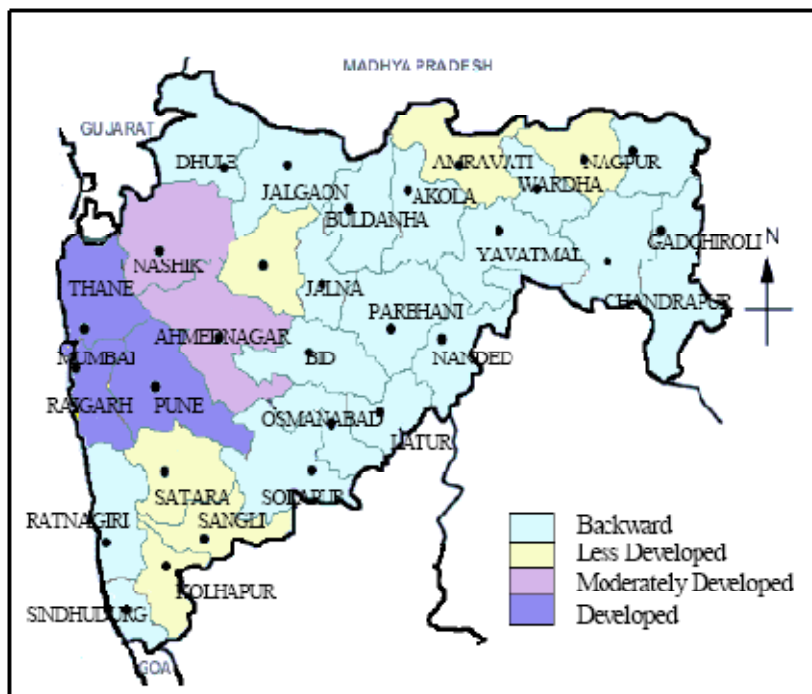 MADHYA PRADESH
GUJARAT
DHULE
JALGAON
BULDANHA
AKOLA
AMRAVATI
WARDHA
NAGPUR
NASHIK
YAVATMAL
GADCHIROLI
N
THANE
JALNA
CHANDRAPUR
PARBHANI
AHMEDNAGAR
MUMBAI
BID
NANDED
RAIGARH
PUNE
OSMANABAD
LATUR
SATARA
SOLAPUR
RATNAGIRI
SANGLI
KOLHAPUR
SINDHUDURG
GOA
Backward
Less Developed
Moderately Developed
Developed